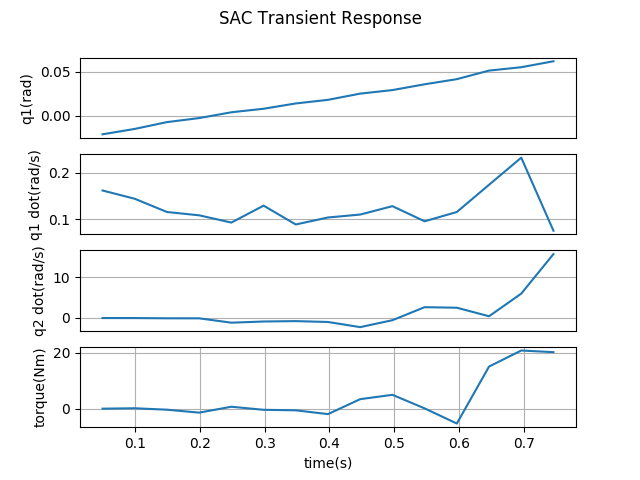 SAC Transient Response
q1(rad)
0.05
0.00
q1 dot(rad/s)
0.2
0.1
q2 dot(rad/s)
10
0
torque(Nm)
20
0
0.1 0.2 0.3 0.4 0.5 0.6 0.7
time(s)